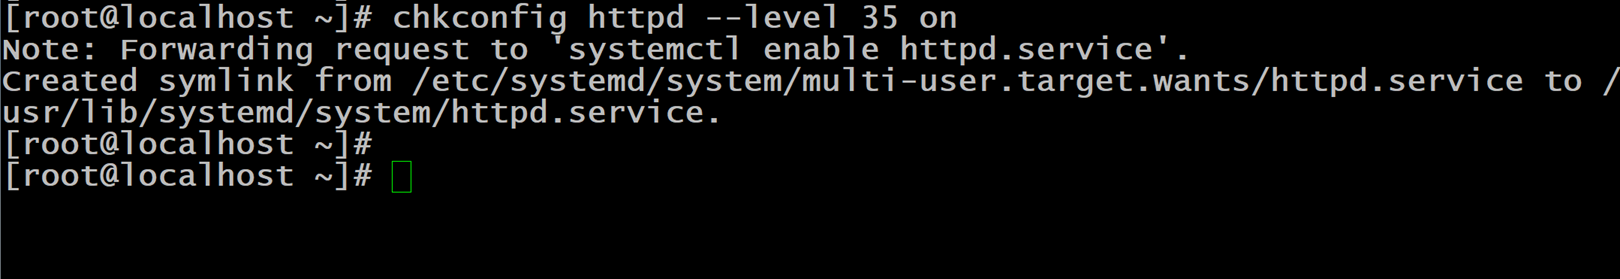 [root@localhost ~]# chkconfig httpd --level 35 on
Note: Forwarding request to 'systemctl enable httpd.service'.
Created symlink from /etc/systemd/system/multi-user.target.wants/httpd.service to /
usr/lib/systemd/system/httpd.service.
[root@localhost ~]#
[root@localhost ~]#